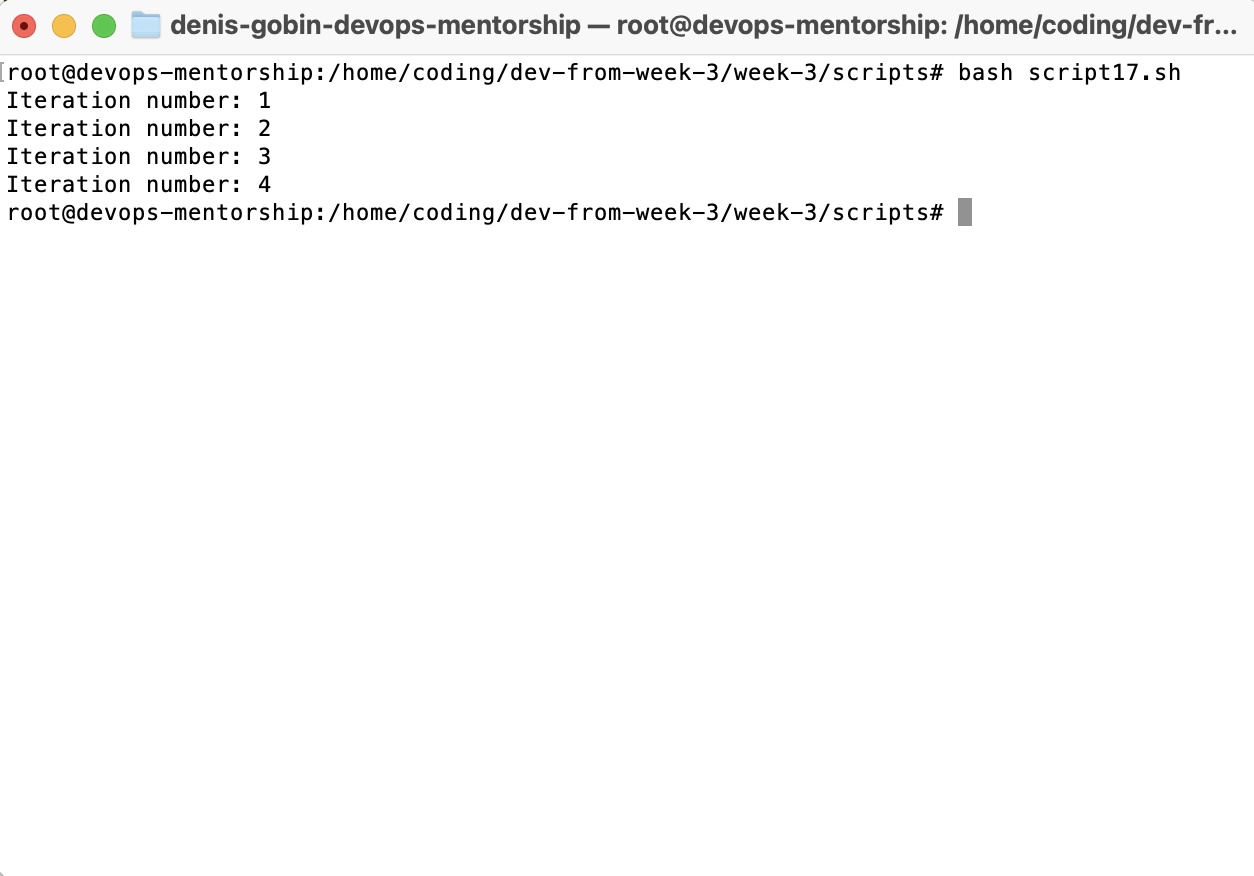 denis-gobin-devops-mentorship — root@devops-mentorship: /home/coding/dev-fr...
root@devops-mentorship:/home/coding/dev-from-week-3/week-3/scripts# bash script17.sh
Iteration number: 1
Iteration number: 2
Iteration number: 3
Iteration number: 4
root@devops-mentorship:/home/coding/dev-from-week-3/week-3/scripts#